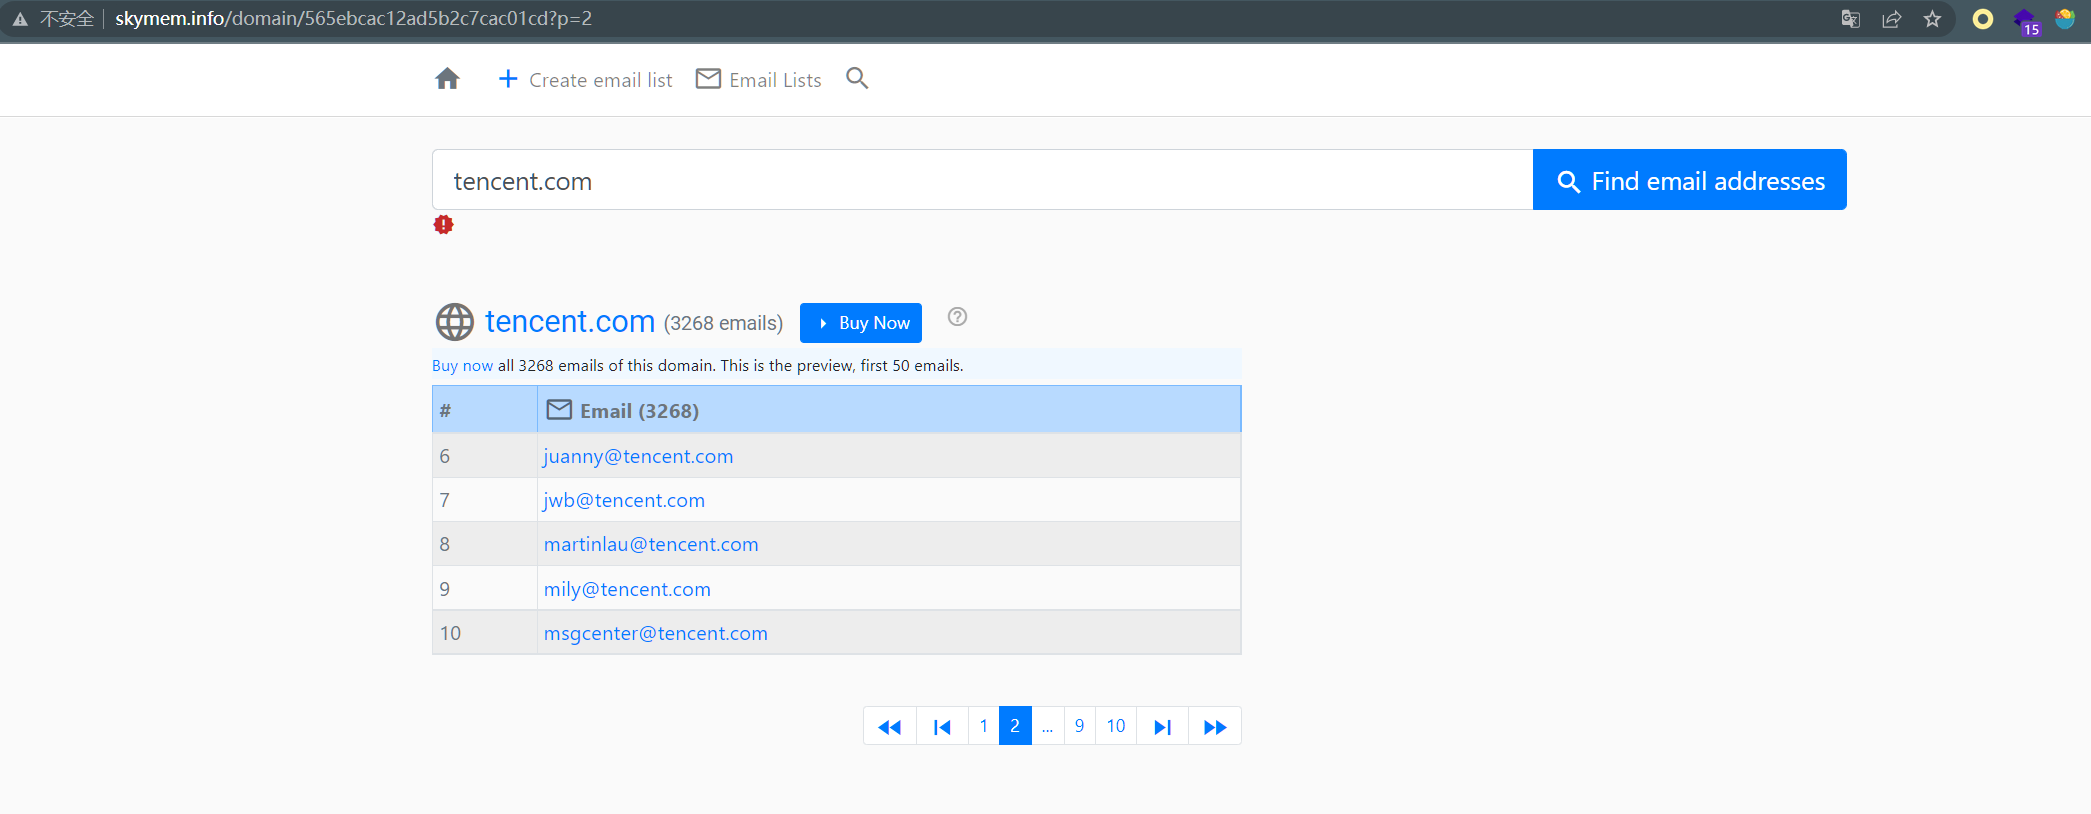 不安全 skymem.info/domain/565ebcac12ad5b2c7cac01cd?p=2
15
Create email list Email Lists
tencent.com Find email addresses
tencent.com (3268 emails) Buy Now
Buy now all 3268 emails of this domain. This is the preview, first 50 emails.
# Email (3268)
6 juanny@tencent.com
7 jwb@tencent.com
8 martinlau@tencent.com
9 mily@tencent.com
10 msgcenter@tencent.com
1 2 ... 9 10